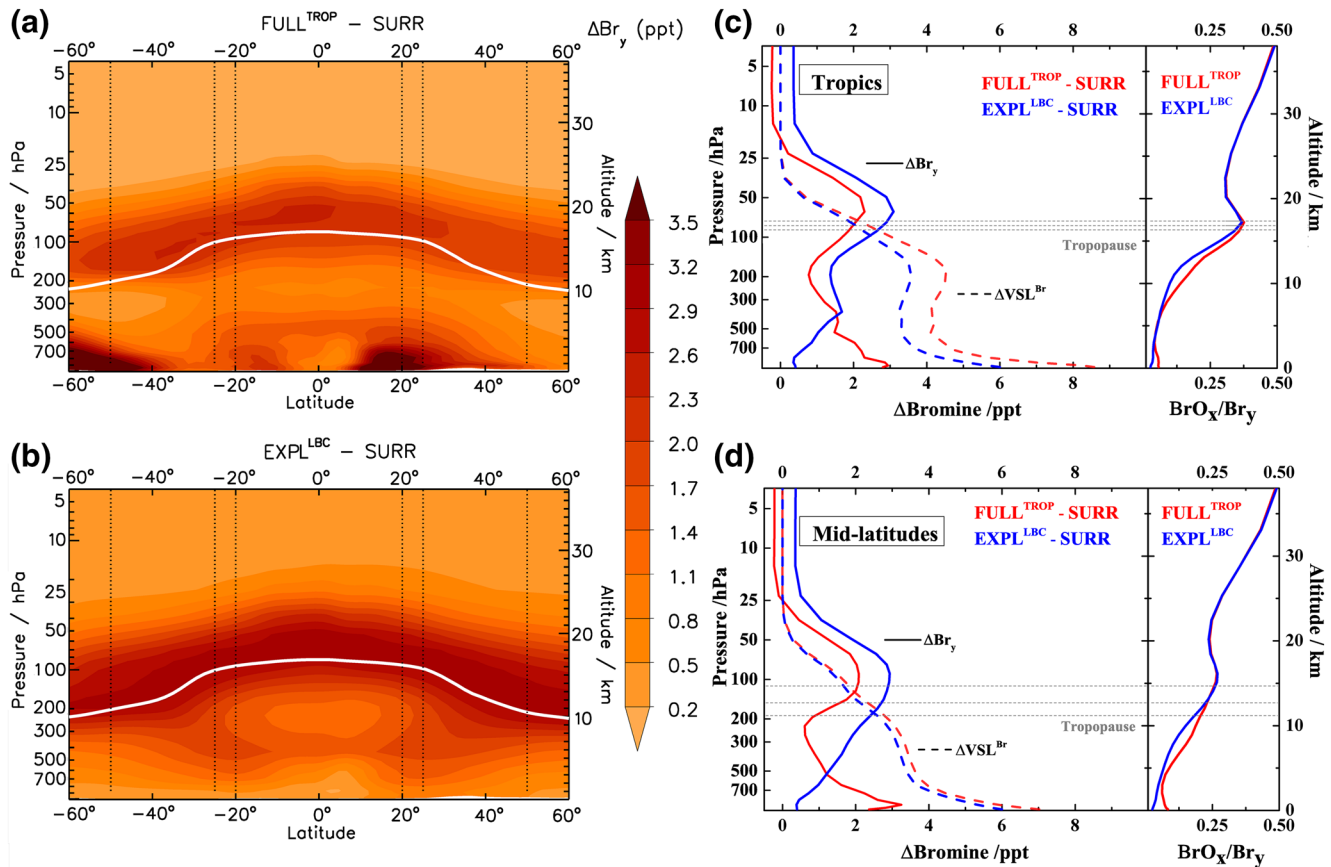 (a)
FULL^TROP − SURR
ΔBr_y (ppt)
−60° −40° −20° 0° 20° 40° 60°
5
10
25
50
100
200
300
500
700
Pressure / hPa
30
20
10
Altitude / km
−60 −40 −20 0° 20° 40° 60°
Latitude
3.5
3.2
2.9
2.6
2.3
2.0
1.7
1.4
1.1
0.5
0.2
(b)
EXPL^LBC − SURR
−60° −40° −20° 0° 20° 40° 60°
5
10
25
50
100
200
300
500
700
Pressure / hPa
30
20
10
Altitude / km
−60° −40° −20° 0° 20° 40° 60°
Latitude
(c)
0 2 4 6 8 0.25 0.50
Tropics
FULL^TROP - SURR
EXPL^LBC - SURR
FULL^TROP
EXPL^LBC
ΔBr_y
Tropopause
ΔVSL^Br
5
10
25
50
100
200
300
500
700
Pressure /hPa
30
20
10
0
Altitude /km
0 2 4 6 8 0.25 0.50
ΔBromine /ppt
BrO_x/Br_y
(d)
0 2 4 6 8 0.25 0.50
Mid-latitudes
FULL^TROP - SURR
EXPL^LBC - SURR
FULL^TROP
EXPL^LBC
ΔBr_y
Tropopause
ΔVSL^Br
5
10
25
50
100
200
300
500
700
Pressure /hPa
30
20
10
0
Altitude /km
0 2 4 6 8 0.25 0.50
ΔBromine /ppt
BrO_x/Br_y